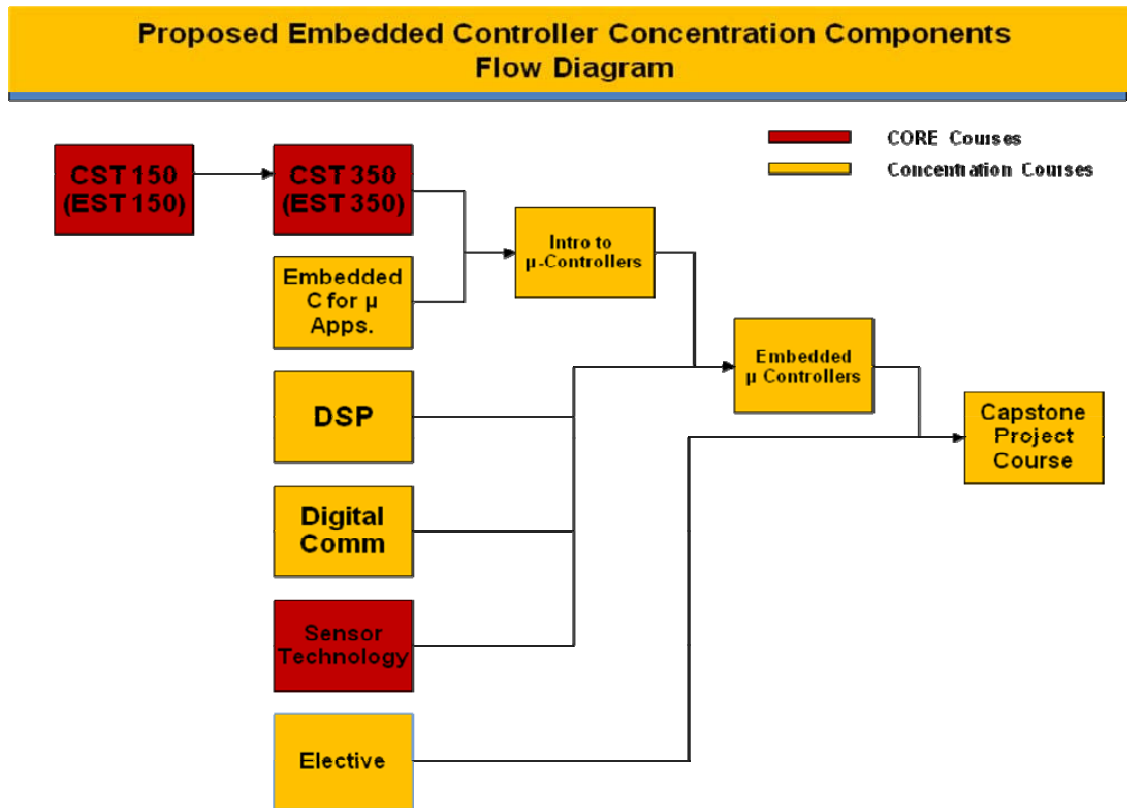 Proposed Embedded Controller Concentration Components
Flow Diagram
CORE Courses
Concentration Courses
CST 150
(EST 150)
CST 350
(EST 350)
Intro to
µ-Controllers
Embedded
C for µ
Apps.
Embedded
µ Controllers
DSP
Capstone
Project
Course
Digital
Comm
Sensor
Technology
Elective